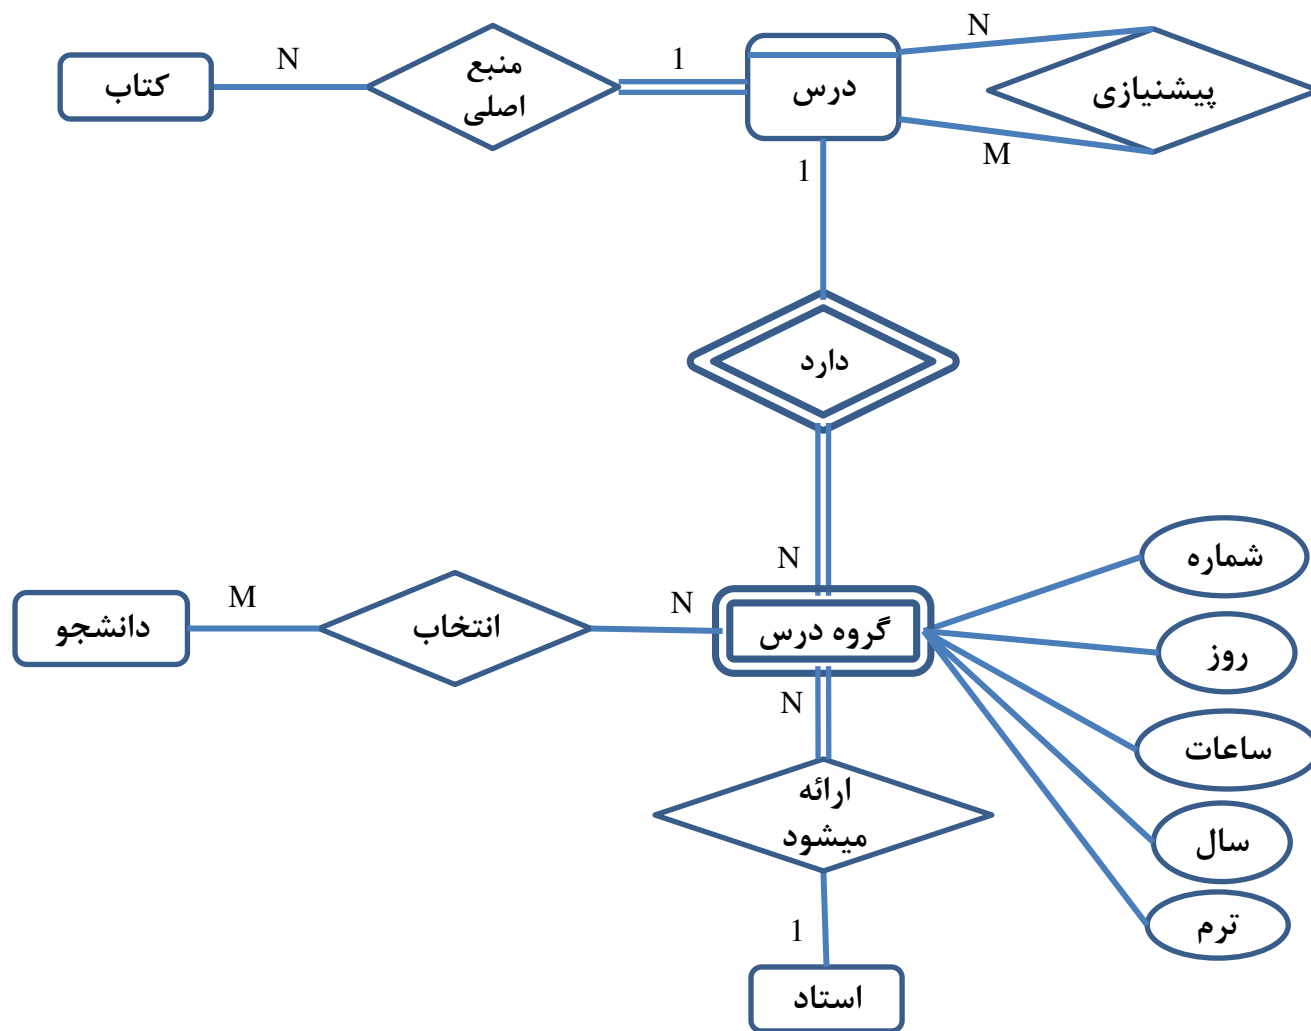 N
منبع
اصلی
1
درس
N
پیشنیازی
M
کتاب
1
دارد
N
شماره
دانشجو
M
انتخاب
N
گروه درس
روز
N
ساعات
ارائه
میشود
سال
ترم
1
استاد